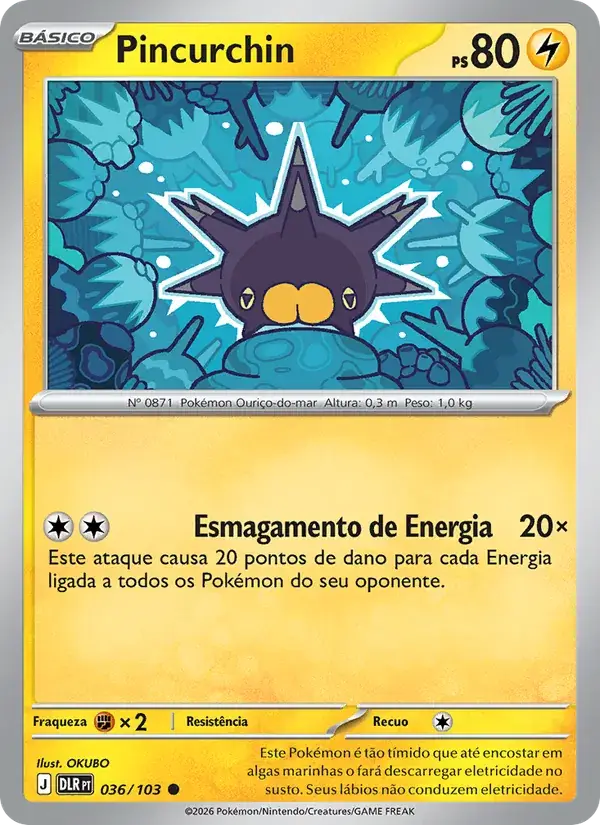 BÁSICO
Pincurchin
PS80
Nº 0871 Pokémon Ouriço-do-mar Altura: 0,3 m Peso: 1,0 kg
Esmagamento de Energia 20×
Este ataque causa 20 pontos de dano para cada Energia
ligada a todos os Pokémon do seu oponente.
Fraqueza ×2 Resistência Recuo
Ilust. OKUBO
J DLR PT 036/103
Este Pokémon é tão tímido que até encostar em
algas marinhas o fará descarregar eletricidade no
susto. Seus lábios não conduzem eletricidade.
©2026 Pokémon/Nintendo/Creatures/GAME FREAK